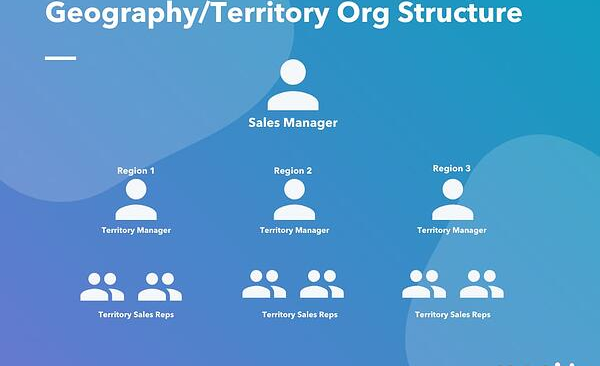 Geography/Territory Org Structure
Sales Manager
Region 1
Region 2
Region 3
Territory Manager
Territory Manager
Territory Manager
Territory Sales Reps
Territory Sales Reps
Territory Sales Reps